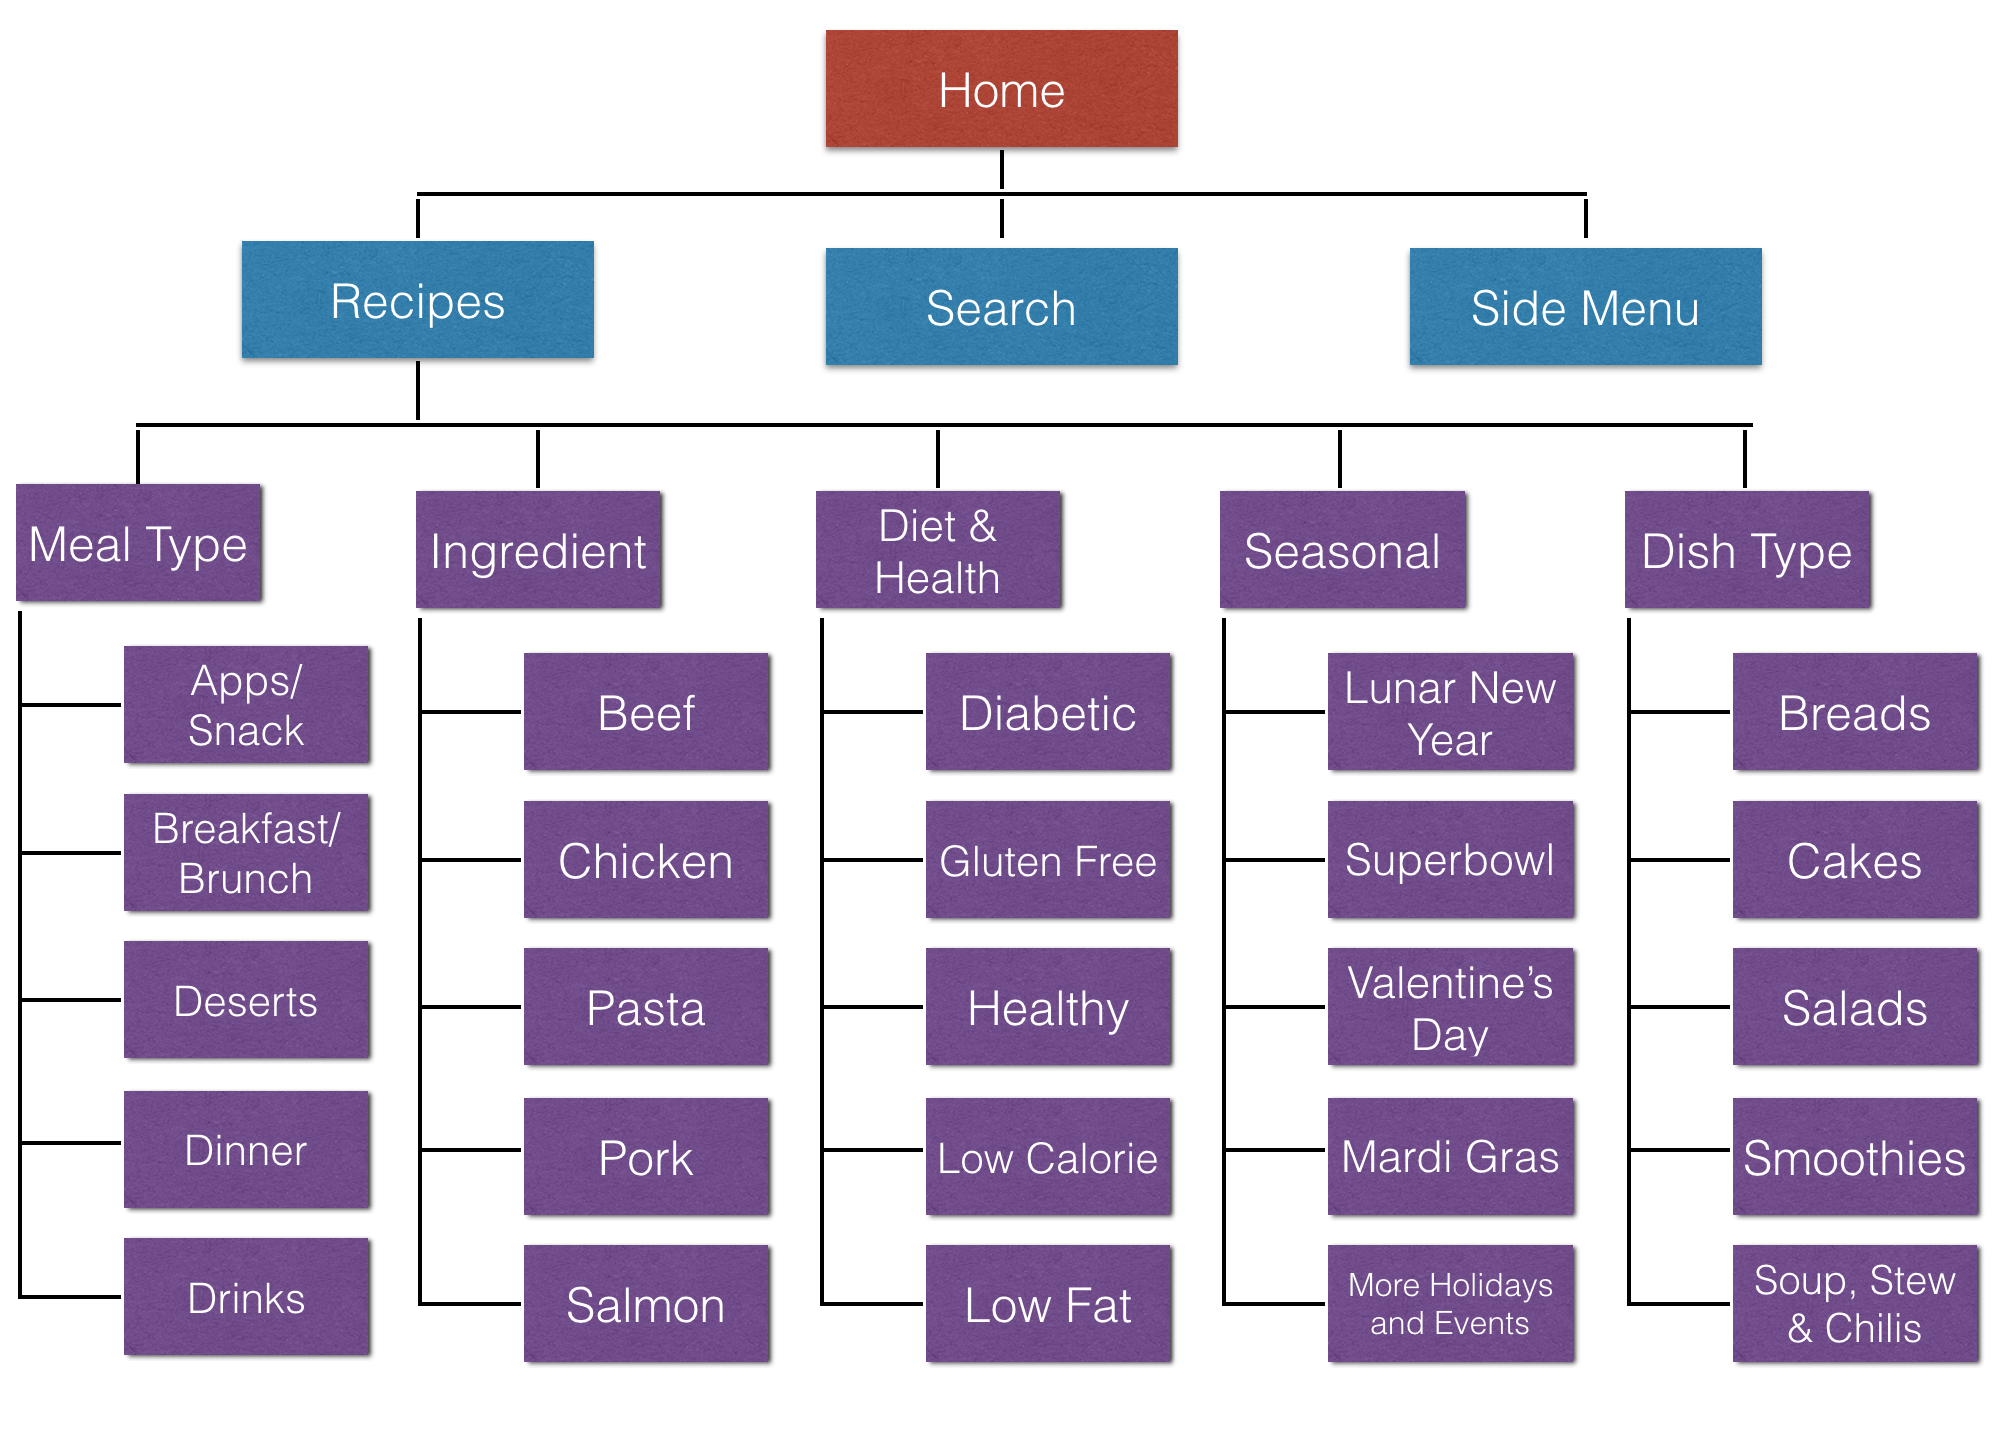 Home
Recipes
Search
Side Menu
Meal Type
Ingredient
Diet &
Health
Seasonal
Dish Type
Apps/
Snack
Breakfast/
Brunch
Deserts
Dinner
Drinks
Beef
Chicken
Pasta
Pork
Salmon
Diabetic
Gluten Free
Healthy
Low Calorie
Low Fat
Lunar New
Year
Superbowl
Valentine’s
Day
Mardi Gras
More Holidays
and Events
Breads
Cakes
Salads
Smoothies
Soup, Stew
& Chilis